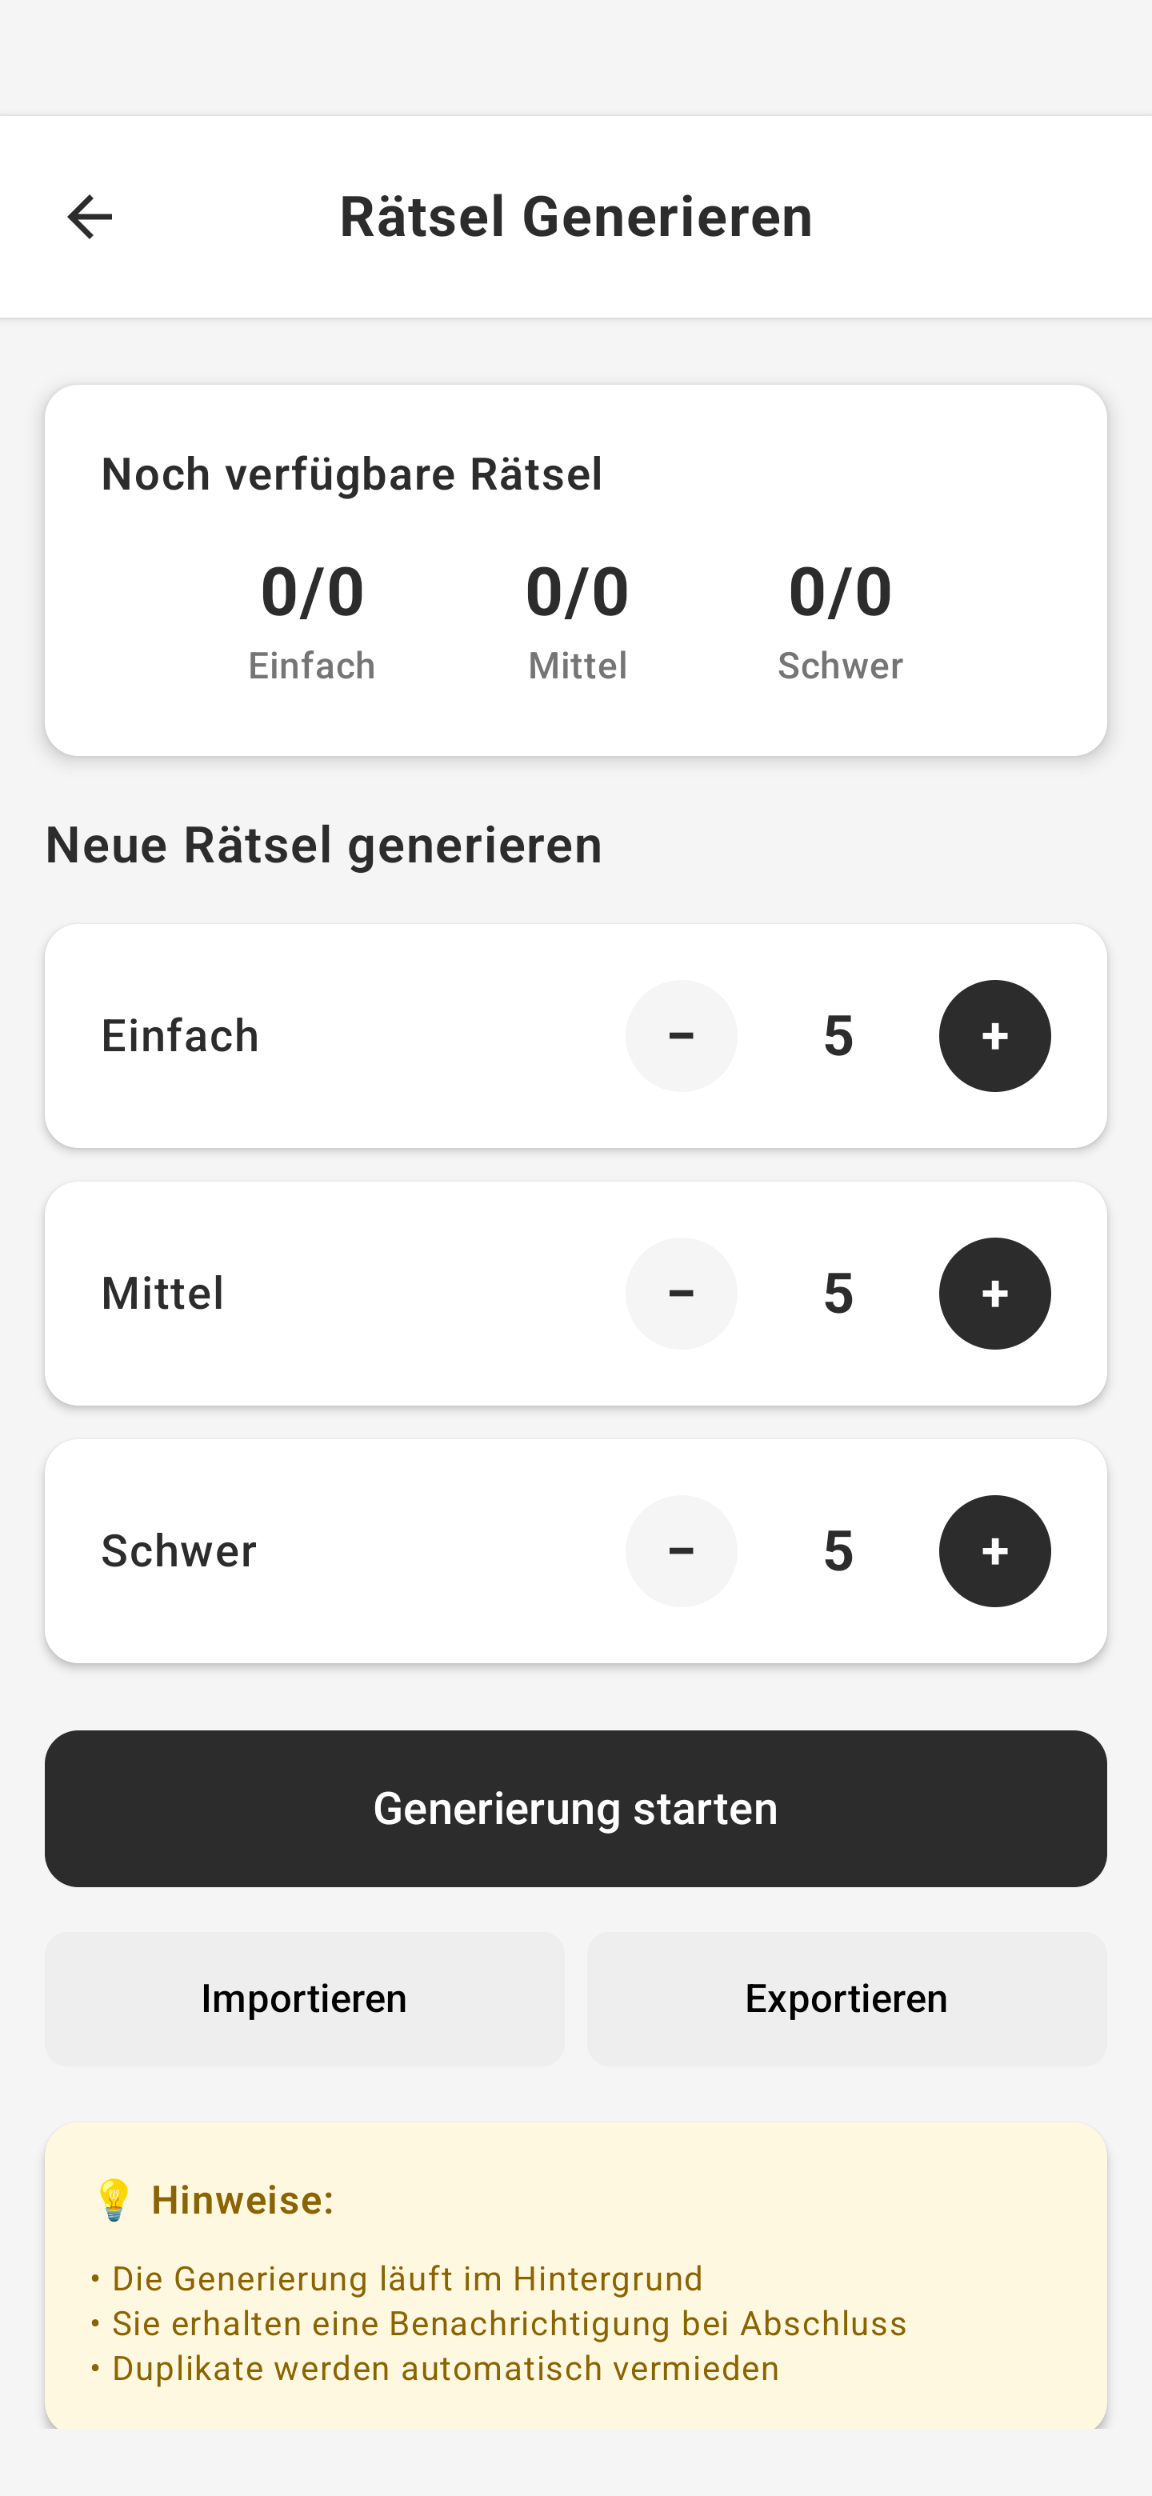 Rätsel Generieren
Noch verfügbare Rätsel
0/0 0/0 0/0
Einfach Mittel Schwer
Neue Rätsel generieren
Einfach − 5 +
Mittel − 5 +
Schwer − 5 +
Generierung starten
Importieren Exportieren
💡 Hinweise:
• Die Generierung läuft im Hintergrund
• Sie erhalten eine Benachrichtigung bei Abschluss
• Duplikate werden automatisch vermieden